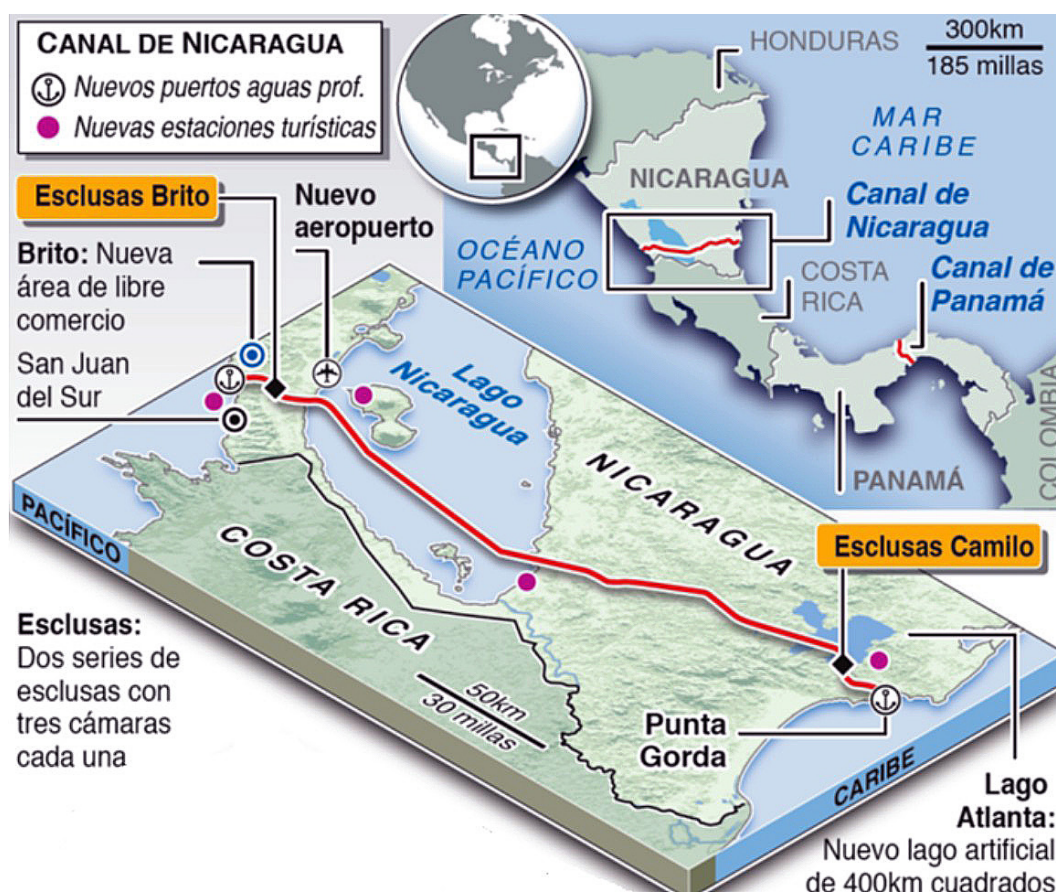 CANAL DE NICARAGUA
Nuevos puertos aguas prof.
Nuevas estaciones turísticas
HONDURAS
300km
185 millas
MAR
CARIBE
NICARAGUA
Canal de
Nicaragua
OCÉANO
PACÍFICO
COSTA
RICA
Canal de
Panamá
PANAMÁ
COLOMBIA
Esclusas Brito
Nuevo
aeropuerto
Brito: Nueva
área de libre
comercio
San Juan
del Sur
Lago
Nicaragua
NICARAGUA
COSTA RICA
PACÍFICO
Esclusas Camilo
Esclusas:
Dos series de
esclusas con
tres cámaras
cada una
50km
30 millas
Punta
Gorda
CARIBE
Lago
Atlanta:
Nuevo lago artificial
de 400km cuadrados